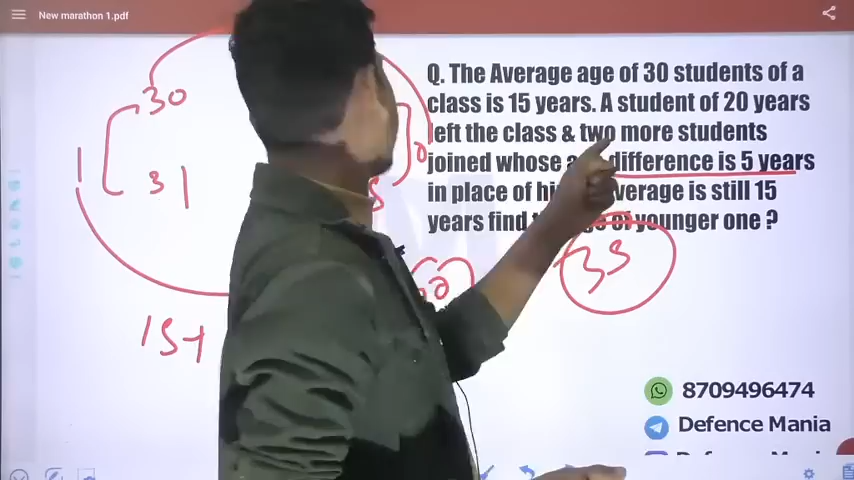 New marathon 1.pdf
Q. The Average age of 30 students of a
class is 15 years. A student of 20 years
left the class & two more students
joined whose difference is 5 years
in place of average is still 15
years find of younger one ?
30
31
1
35
15+
8709496474
Defence Mania